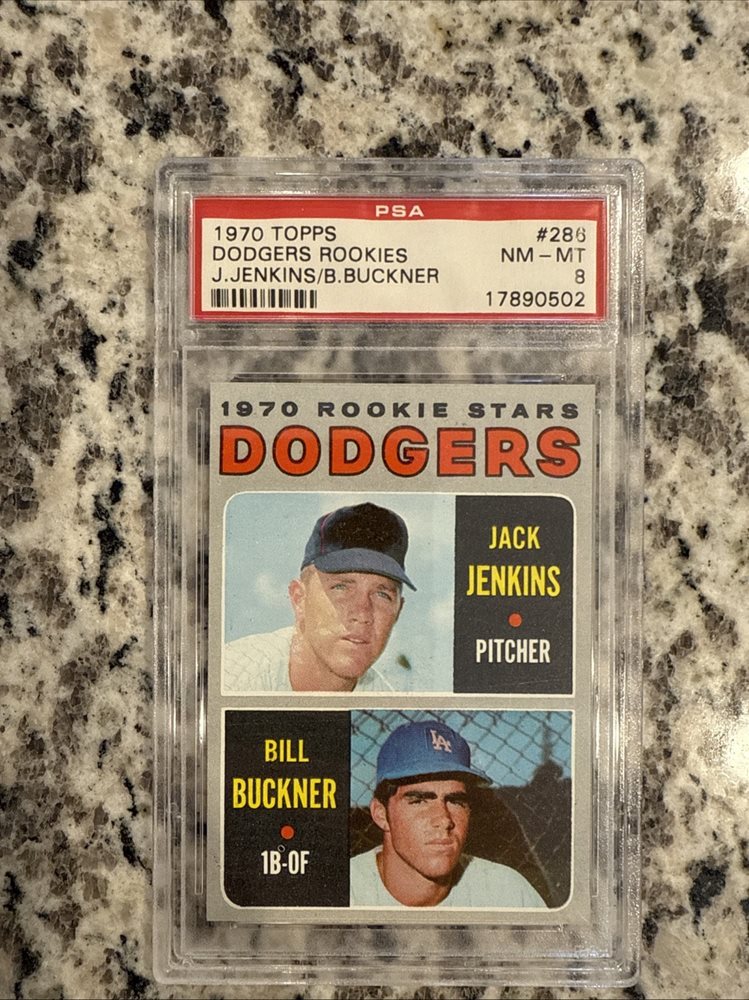 PSA
1970 TOPPS #286
DODGERS ROOKIES NM - MT
J.JENKINS/B.BUCKNER 8
17890502
1970 ROOKIE STARS
DODGERS
JACK
JENKINS
PITCHER
BILL
BUCKNER
1B-OF
LA